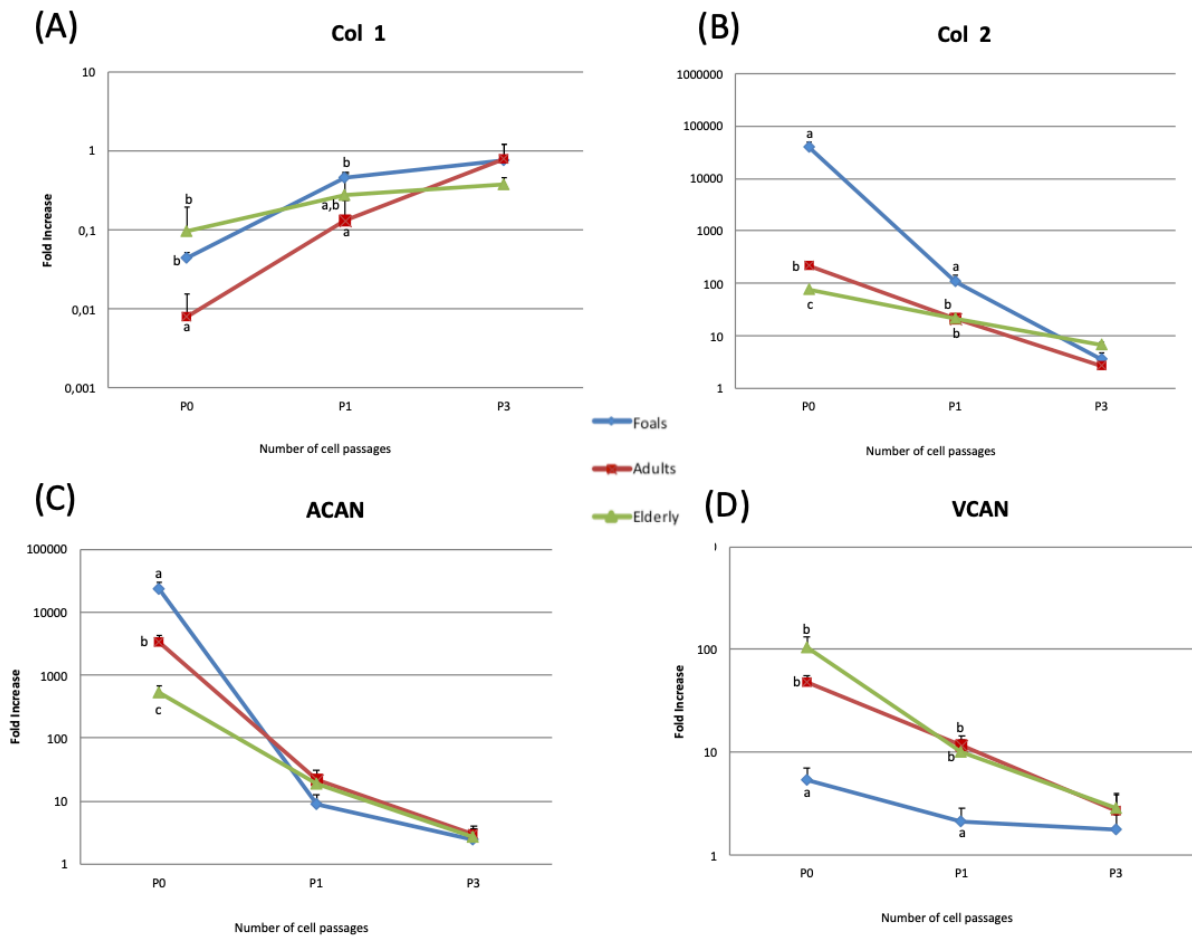 (A)
Col 1
10
1
0,1
0,01
0,001
Fold Increase
b
b
a
b
a,b
a
P0
P1
P3
Number of cell passages
(B)
Col 2
1000000
100000
10000
1000
100
10
1
a
b
c
a
b
b
P0
P1
P3
Number of cell passages
Foals
Adults
Elderly
(C)
ACAN
100000
10000
1000
100
10
1
Fold Increase
a
b
c
P0
P1
P3
Number of cell passages
(D)
VCAN
100
10
1
Fold Increase
b
b
a
b
b
a
P0
P1
P3
Number of cell passages